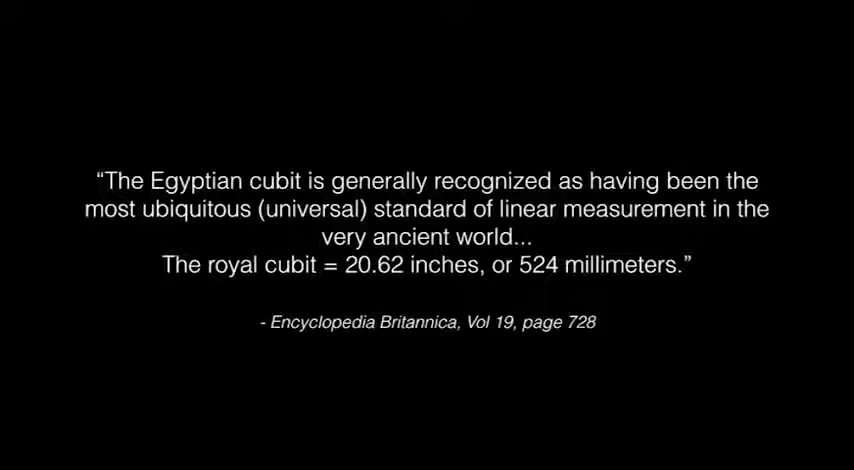 “The Egyptian cubit is generally recognized as having been the
most ubiquitous (universal) standard of linear measurement in the
very ancient world...
The royal cubit = 20.62 inches, or 524 millimeters.”
- Encyclopedia Britannica, Vol 19, page 728